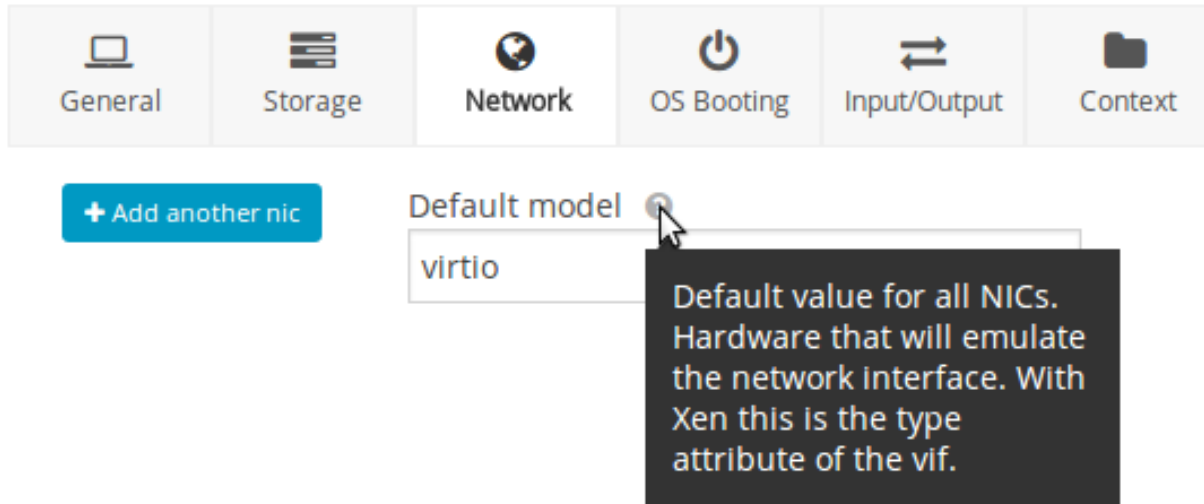 General
Storage
Network
OS Booting
Input/Output
Context
Add another nic
Default model
virtio
Default value for all NICs.
Hardware that will emulate
the network interface. With
Xen this is the type
attribute of the vif.